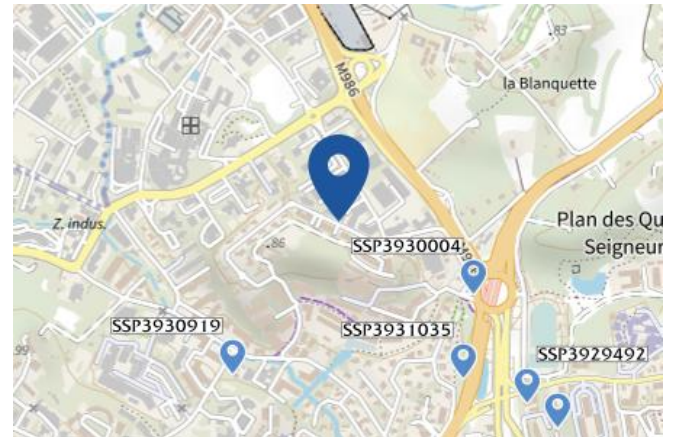 .83
M986
la Blanquette
Z. indus.
Plan des Qu
Seigneur
.86
SSP3930004
SSP3930919
SSP3931035
SSP3929492
99